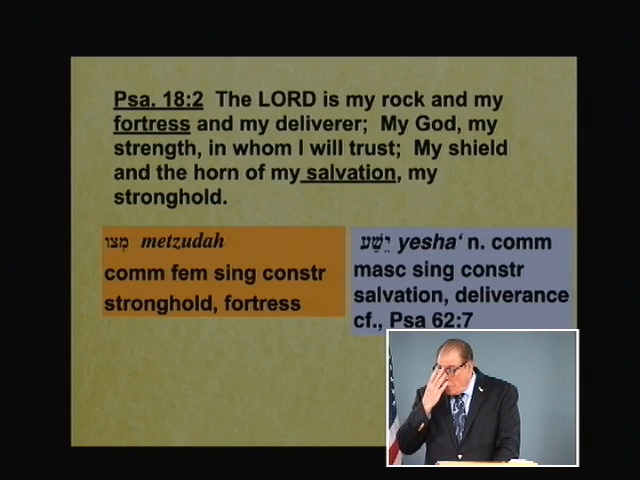 Psa. 18:2 The LORD is my rock and my
fortress and my deliverer; My God, my
strength, in whom I will trust; My shield
and the horn of my salvation, my
stronghold.
מְצוּ metzudah
comm fem sing constr
stronghold, fortress
יֵשַׁע yesha‘ n. comm
masc sing constr
salvation, deliverance
cf., Psa 62:7